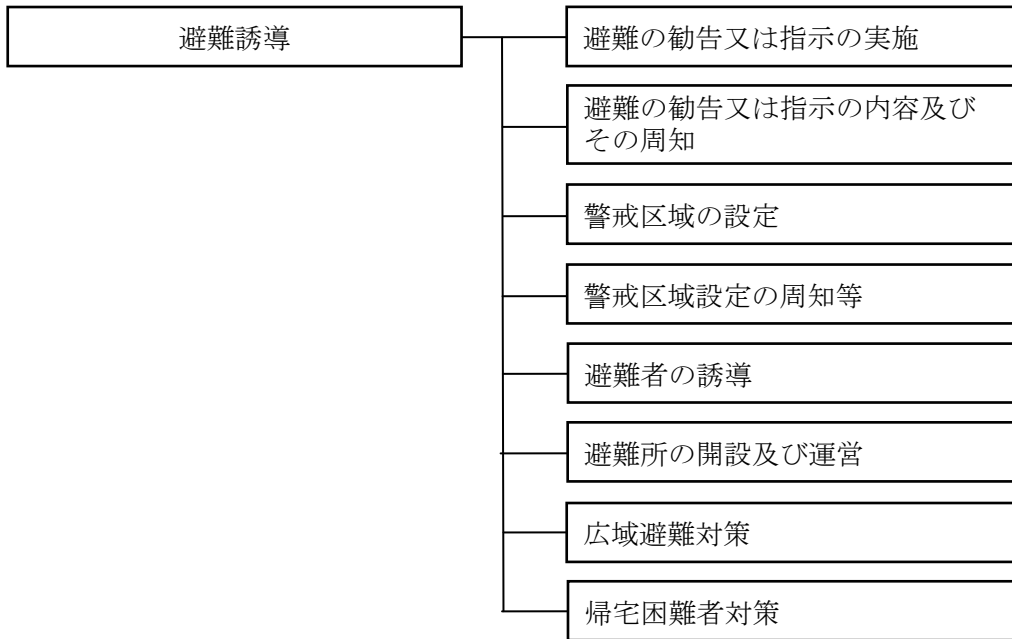 避難誘導
避難の勧告又は指示の実施
避難の勧告又は指示の内容及び
その周知
警戒区域の設定
警戒区域設定の周知等
避難者の誘導
避難所の開設及び運営
広域避難対策
帰宅困難者対策